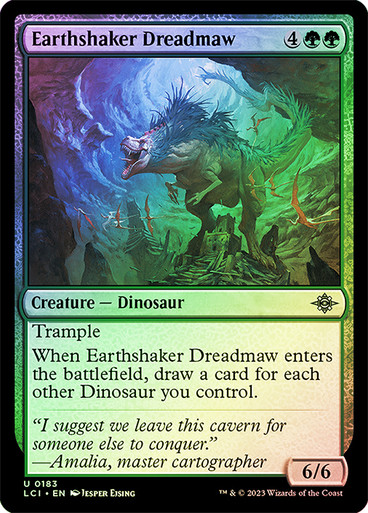 Earthshaker Dreadmaw 4
Creature — Dinosaur
Trample
When Earthshaker Dreadmaw enters
the battlefield, draw a card for each
other Dinosaur you control.
“I suggest we leave this cavern for
someone else to conquer.”
—Amalia, master cartographer
6/6
U 0183
LCI • EN Jesper Eising
™ & © 2023 Wizards of the Coast